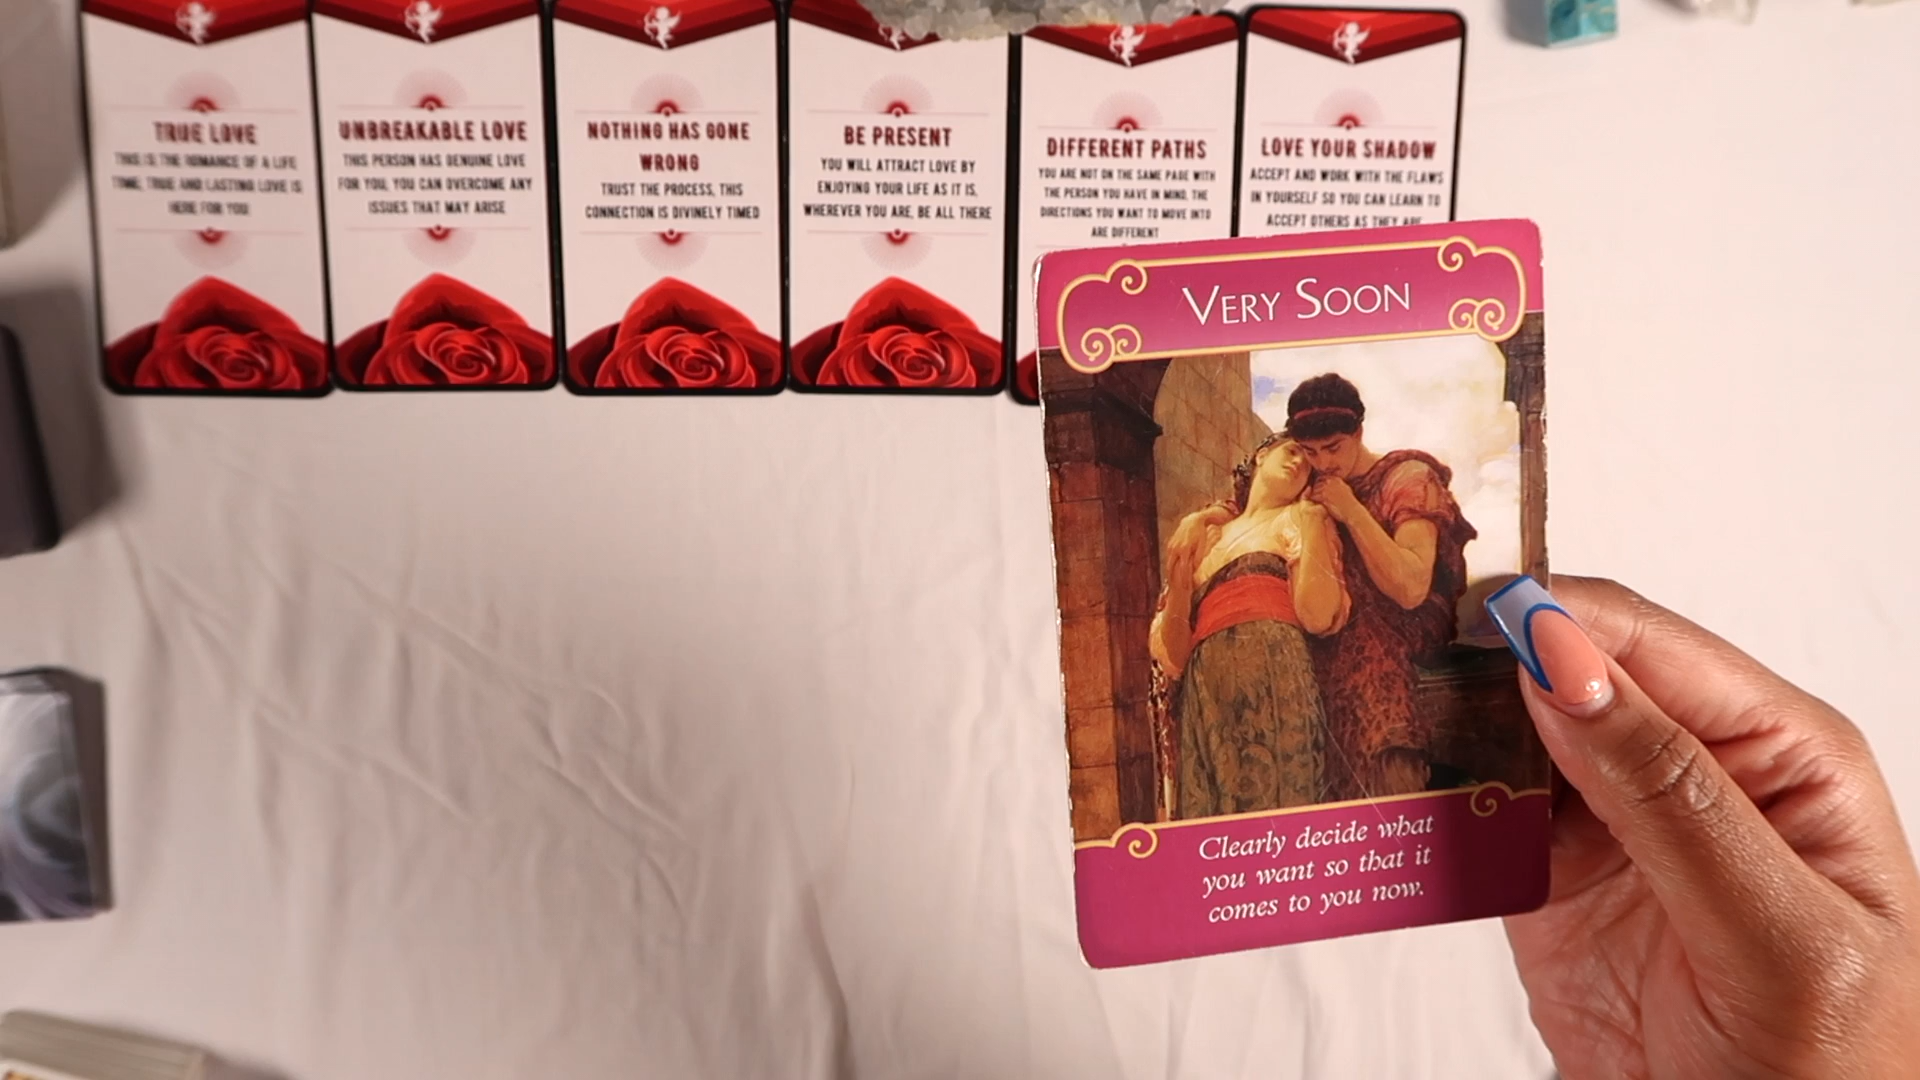 TRUE LOVE
THIS IS THE ROMANCE OF A LIFE
TIME, TRUE AND LASTING LOVE IS
HERE FOR YOU
UNBREAKABLE LOVE
THIS PERSON HAS GENUINE LOVE
FOR YOU, YOU CAN OVERCOME ANY
ISSUES THAT MAY ARISE
NOTHING HAS GONE
WRONG
TRUST THE PROCESS, THIS
CONNECTION IS DIVINELY TIMED
BE PRESENT
YOU WILL ATTRACT LOVE BY
ENJOYING YOUR LIFE AS IT IS,
WHEREVER YOU ARE, BE ALL THERE
DIFFERENT PATHS
YOU ARE NOT ON THE SAME PAGE WITH
THE PERSON YOU HAVE IN MIND, THE
DIRECTIONS YOU WANT TO MOVE INTO
ARE DIFFERENT
LOVE YOUR SHADOW
ACCEPT AND WORK WITH THE FLAWS
IN YOURSELF SO YOU CAN LEARN TO
ACCEPT OTHERS AS THEY ARE
VERY SOON
Clearly decide what
you want so that it
comes to you now.